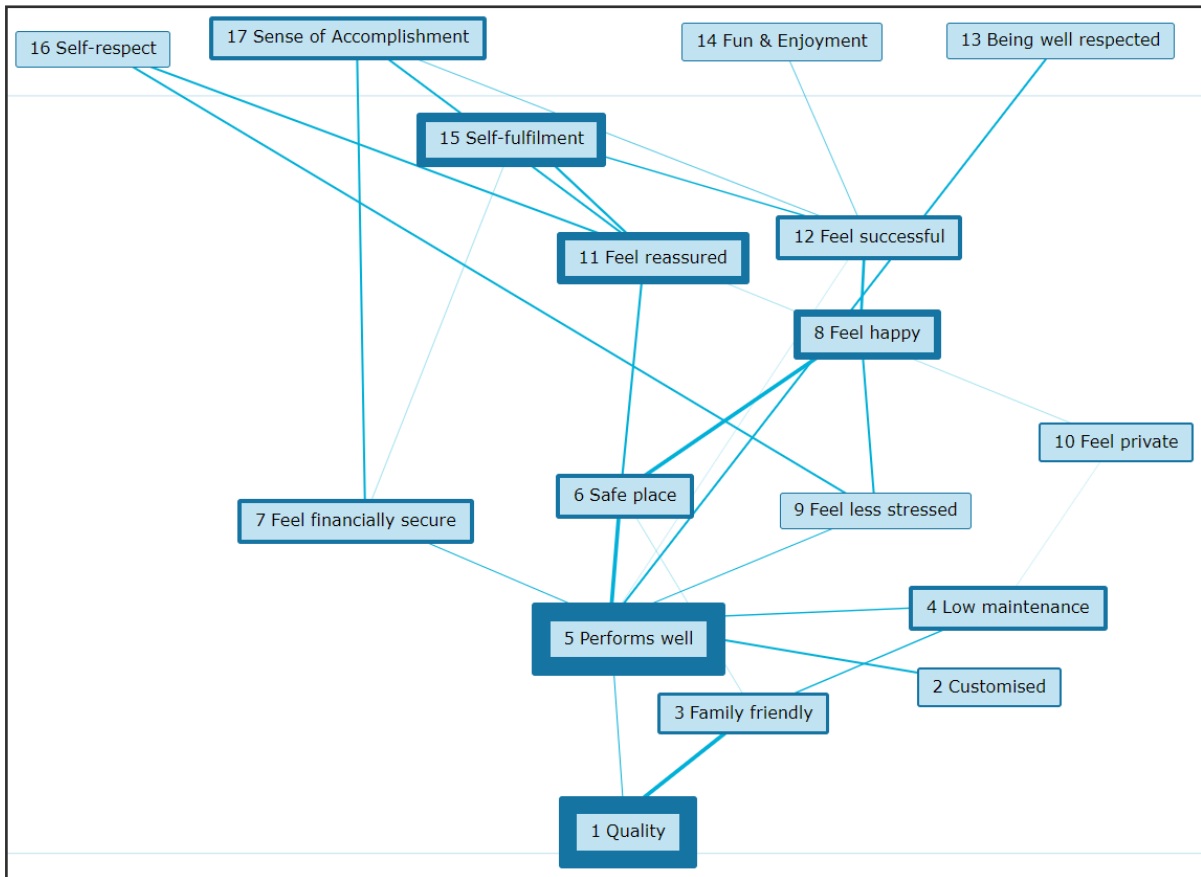 16 Self-respect
17 Sense of Accomplishment
14 Fun & Enjoyment
13 Being well respected
15 Self-fulfilment
12 Feel successful
11 Feel reassured
8 Feel happy
10 Feel private
6 Safe place
9 Feel less stressed
7 Feel financially secure
4 Low maintenance
5 Performs well
2 Customised
3 Family friendly
1 Quality